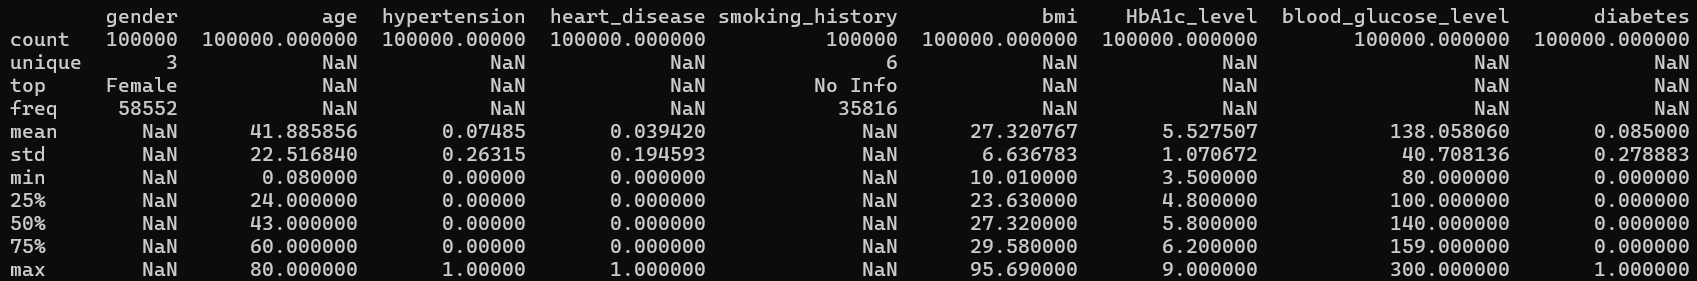 gender age hypertension heart_disease smoking_history bmi HbA1c_level blood_glucose_level diabetes
count 100000 100000.000000 100000.00000 100000.000000 100000 100000.000000 100000.000000 100000.000000 100000.000000
unique 3 NaN NaN NaN 6 NaN NaN NaN NaN
top Female NaN NaN NaN No Info NaN NaN NaN NaN
freq 58552 NaN NaN NaN 35816 NaN NaN NaN NaN
mean NaN 41.885856 0.07485 0.039420 NaN 27.320767 5.527507 138.058060 0.085000
std NaN 22.516840 0.26315 0.194593 NaN 6.636783 1.070672 40.708136 0.278883
min NaN 0.080000 0.00000 0.000000 NaN 10.010000 3.500000 80.000000 0.000000
25% NaN 24.000000 0.00000 0.000000 NaN 23.630000 4.800000 100.000000 0.000000
50% NaN 43.000000 0.00000 0.000000 NaN 27.320000 5.800000 140.000000 0.000000
75% NaN 60.000000 0.00000 0.000000 NaN 29.580000 6.200000 159.000000 0.000000
max NaN 80.000000 1.00000 1.000000 NaN 95.690000 9.000000 300.000000 1.000000